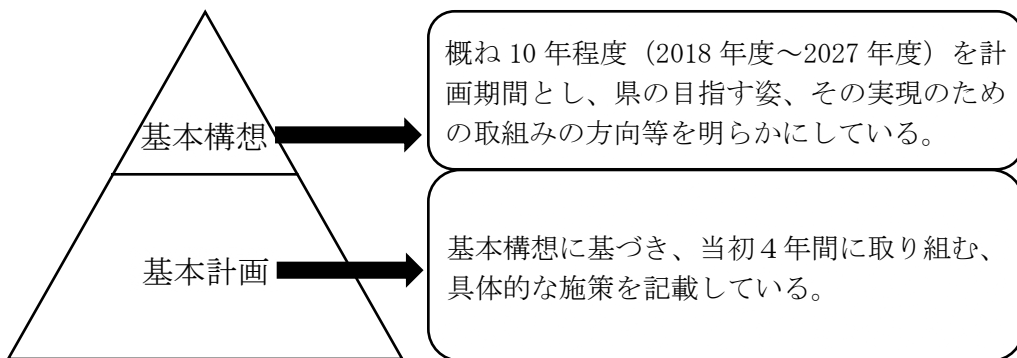 基本構想
概ね 10 年程度(2018 年度~2027 年度)を計
画期間とし、県の目指す姿、その実現のため
の取組みの方向等を明らかにしている。
基本計画
基本構想に基づき、当初4年間に取り組む、
具体的な施策を記載している。